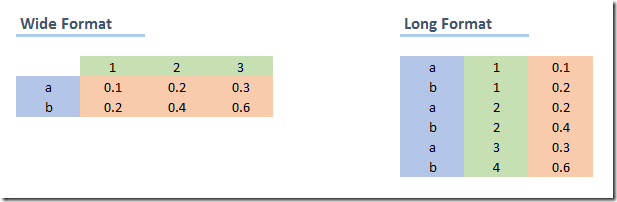 Wide Format
1 2 3
a 0.1 0.2 0.3
b 0.2 0.4 0.6
Long Format
a 1 0.1
b 1 0.2
a 2 0.2
b 2 0.4
a 3 0.3
b 4 0.6